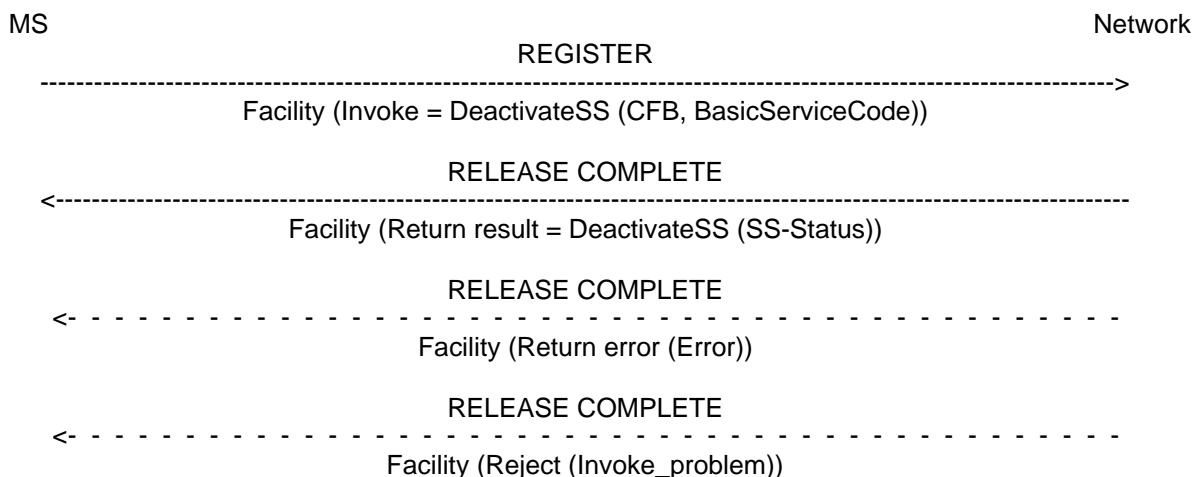 MS Network
REGISTER
Facility (Invoke = DeactivateSS (CFB, BasicServiceCode))
RELEASE COMPLETE
Facility (Return result = DeactivateSS (SS-Status))
RELEASE COMPLETE
Facility (Return error (Error))
RELEASE COMPLETE
Facility (Reject (Invoke_problem))